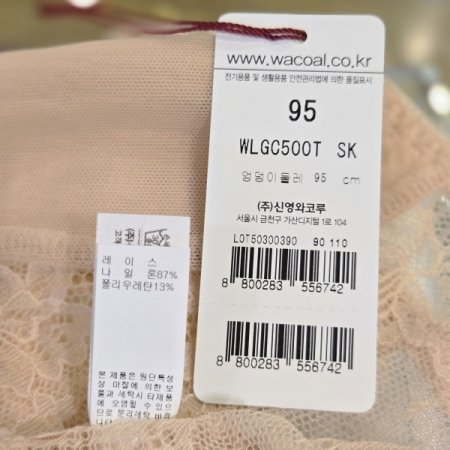 www.wacoal.co.kr
전기용품 및 생활용품 안전관리법에 의한 품질표시
95
WLGC500T SK
엉덩이둘레 95 cm
(주)신영와코루
서울시 금천구 가산디지털 1로 104
LOT50300390 90 110
8 800283 556742
8 800283 556742
레 이 스
나 일 론87%
폴리우레탄13%
본 제품은 원단특성
상 마찰에 의한 보
풀과 세탁시 타제품
에 오염될 수 있으
므로 분리세탁 바랍
니다